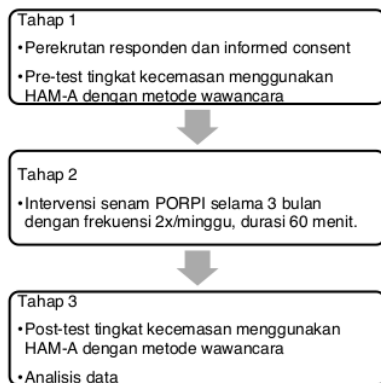 Tahap 1
•Perekrutan responden dan informed consent
•Pre-test tingkat kecemasan menggunakan
HAM-A dengan metode wawancara
Tahap 2
•Intervensi senam PORPI selama 3 bulan
dengan frekuensi 2x/minggu, durasi 60 menit.
Tahap 3
•Post-test tingkat kecemasan menggunakan
HAM-A dengan metode wawancara
•Analisis data